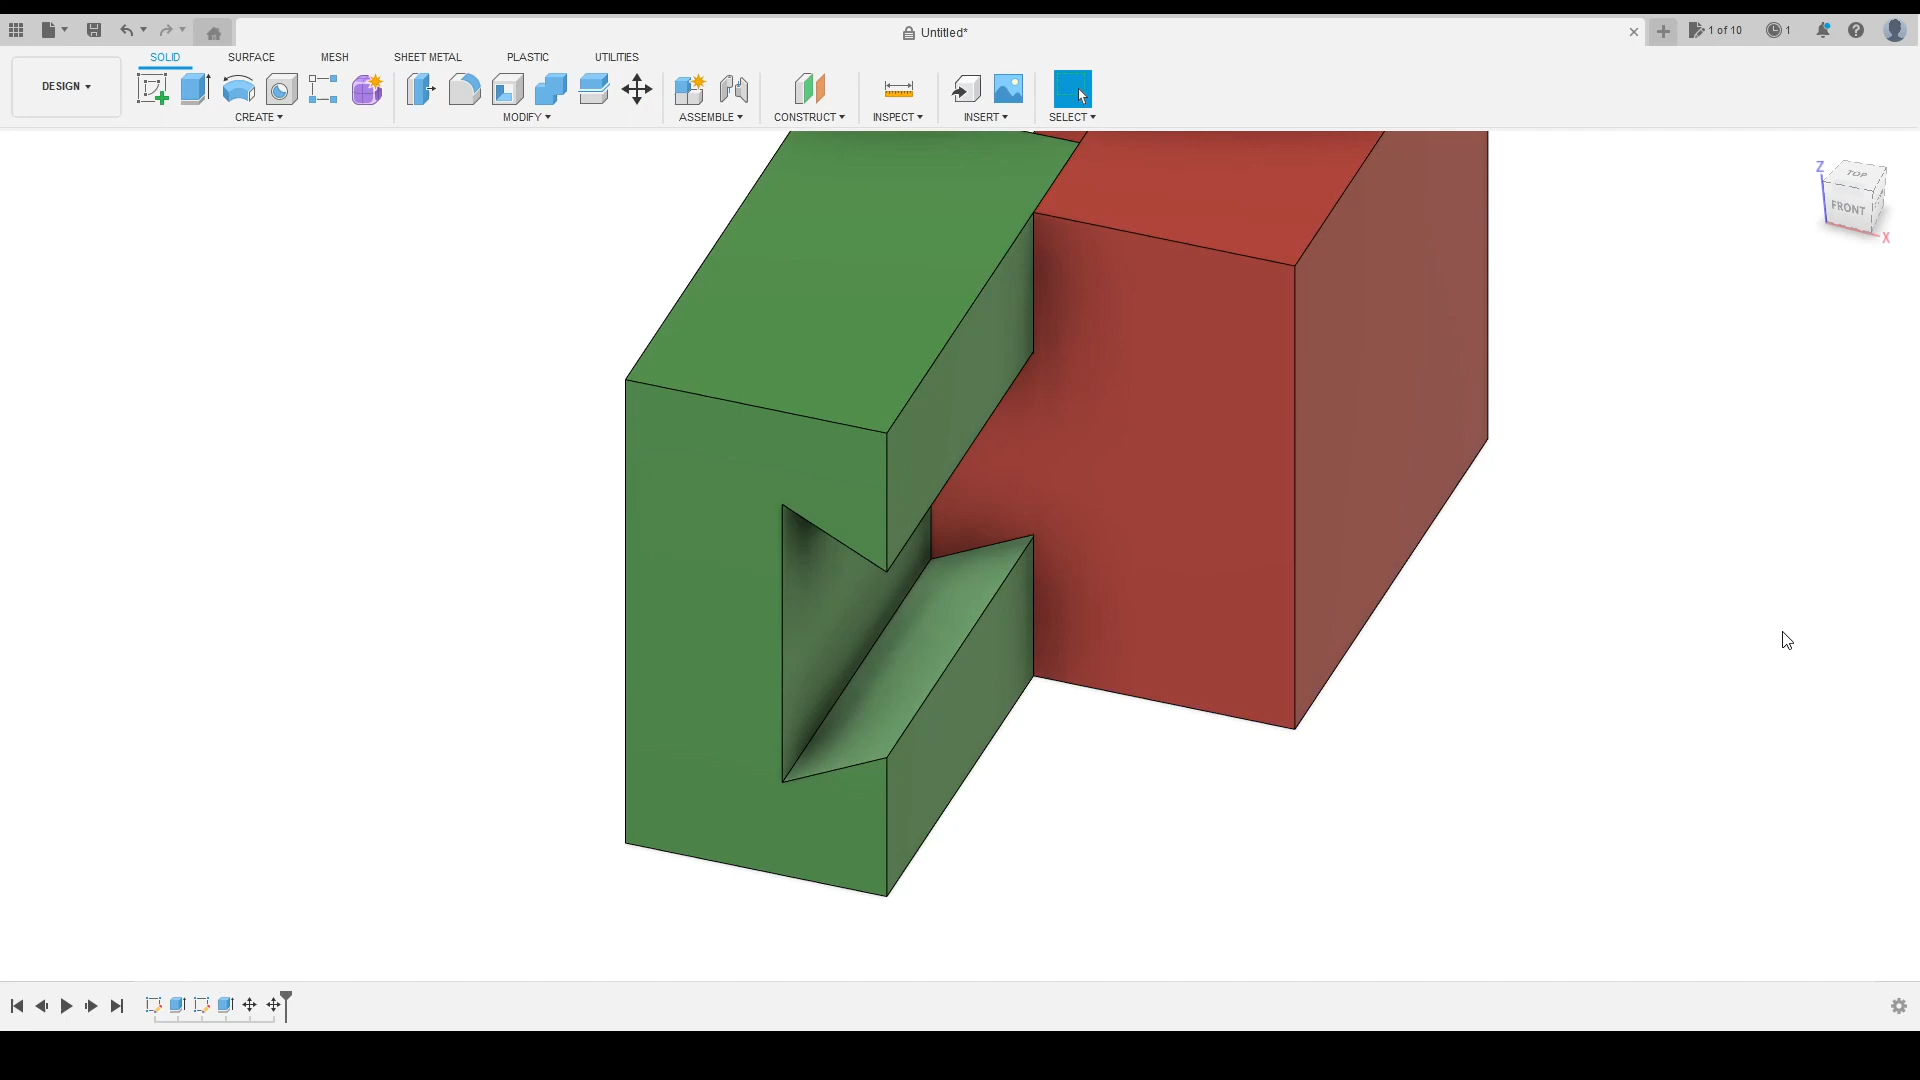 Untitled*
1 of 10
1
DESIGN
SOLID
SURFACE
MESH
SHEET METAL
PLASTIC
UTILITIES
CREATE
MODIFY
ASSEMBLE
CONSTRUCT
INSPECT
INSERT
SELECT
Z
TOP
FRONT
X